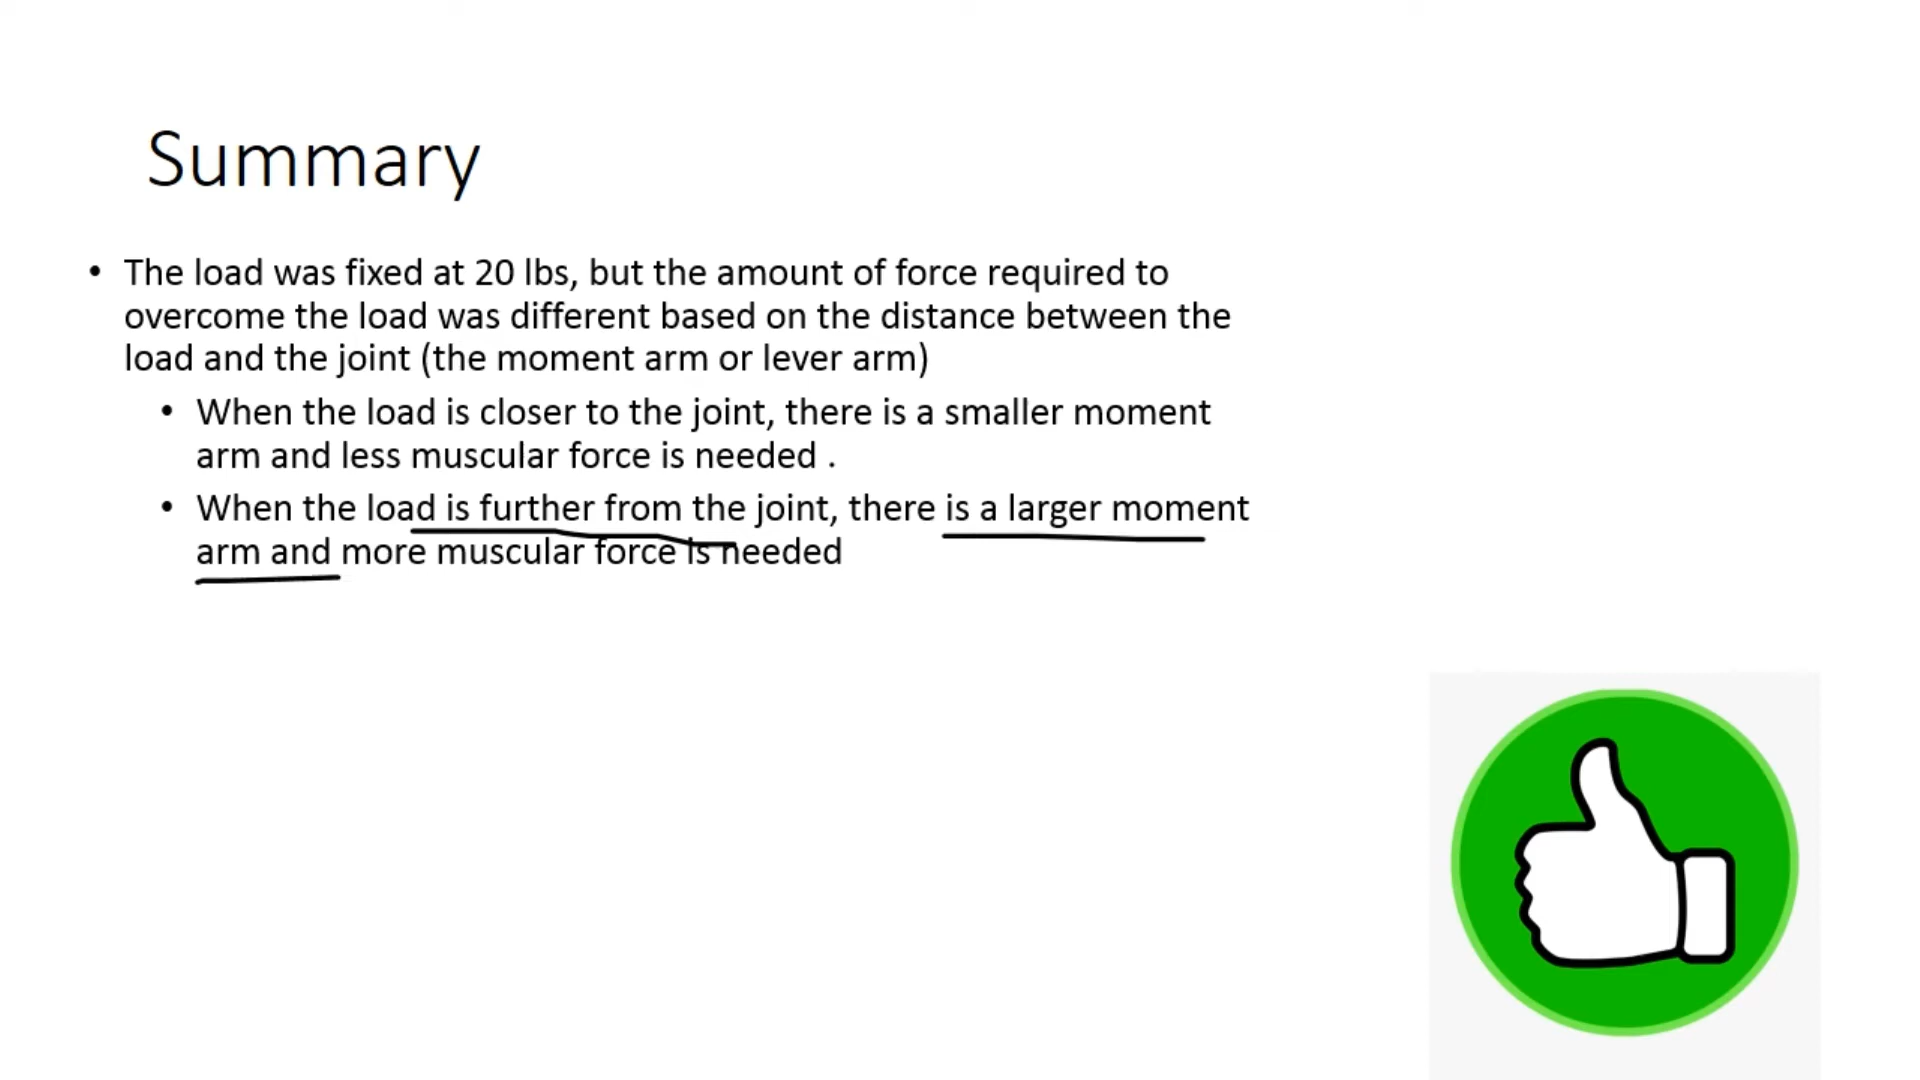 Summary
• The load was fixed at 20 lbs, but the amount of force required to
overcome the load was different based on the distance between the
load and the joint (the moment arm or lever arm)
• When the load is closer to the joint, there is a smaller moment
arm and less muscular force is needed .
• When the load is further from the joint, there is a larger moment
arm and more muscular force is needed